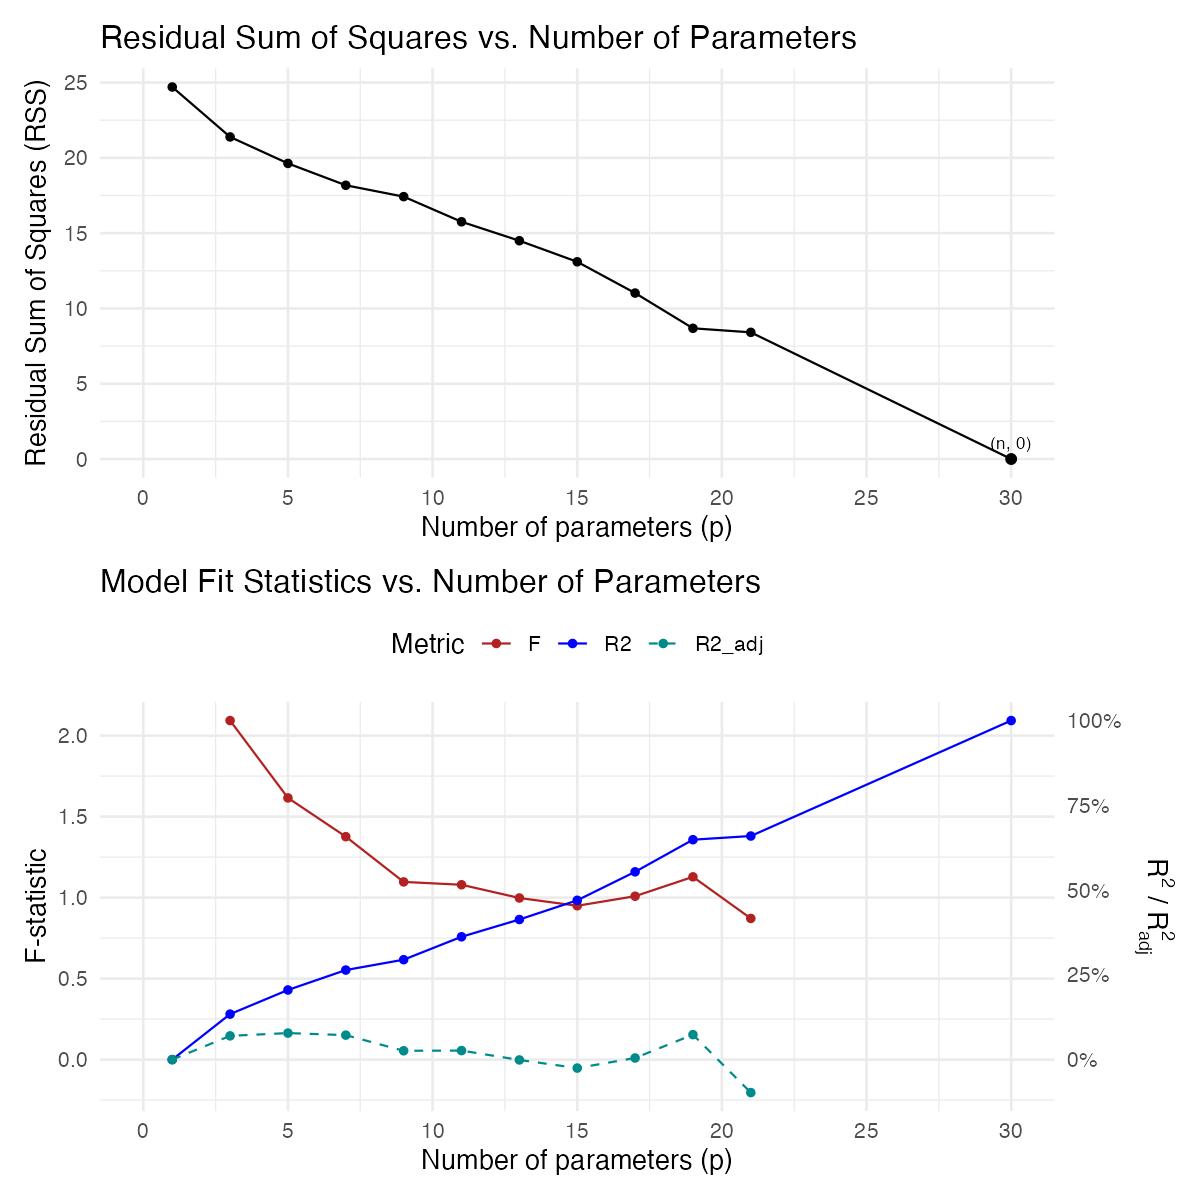 Residual Sum of Squares vs. Number of Parameters
Residual Sum of Squares (RSS)
25
20
15
10
5
0
(n, 0)
0 5 10 15 20 25 30
Number of parameters (p)
Model Fit Statistics vs. Number of Parameters
Metric F R2 R2_adj
F-statistic
2.0
1.5
1.0
0.5
0.0
100%
75%
50%
25%
0%
R² / R²adj
0 5 10 15 20 25 30
Number of parameters (p)